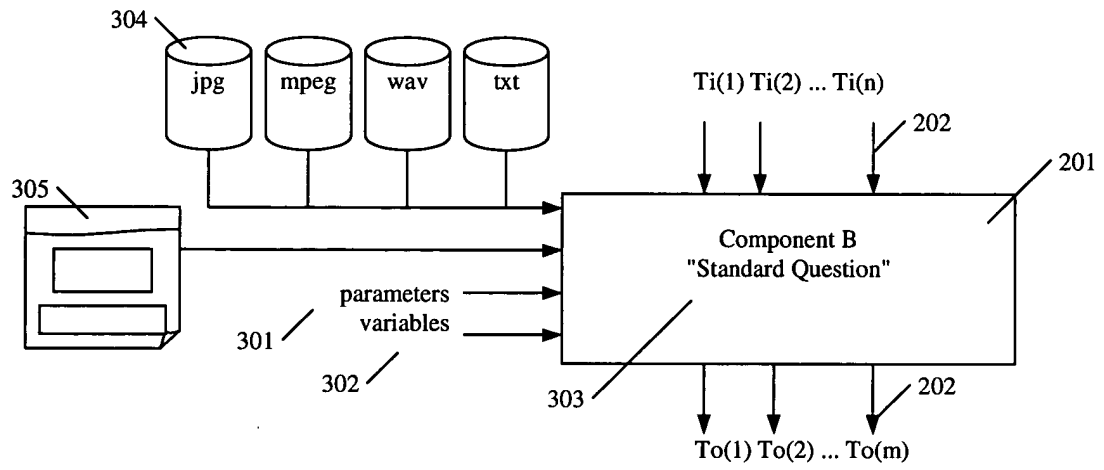 304
jpg mpeg wav txt
Ti(1) Ti(2) ... Ti(n)
202
201
305
Component B
"Standard Question"
parameters
variables
301
302
303
202
To(1) To(2) ... To(m)